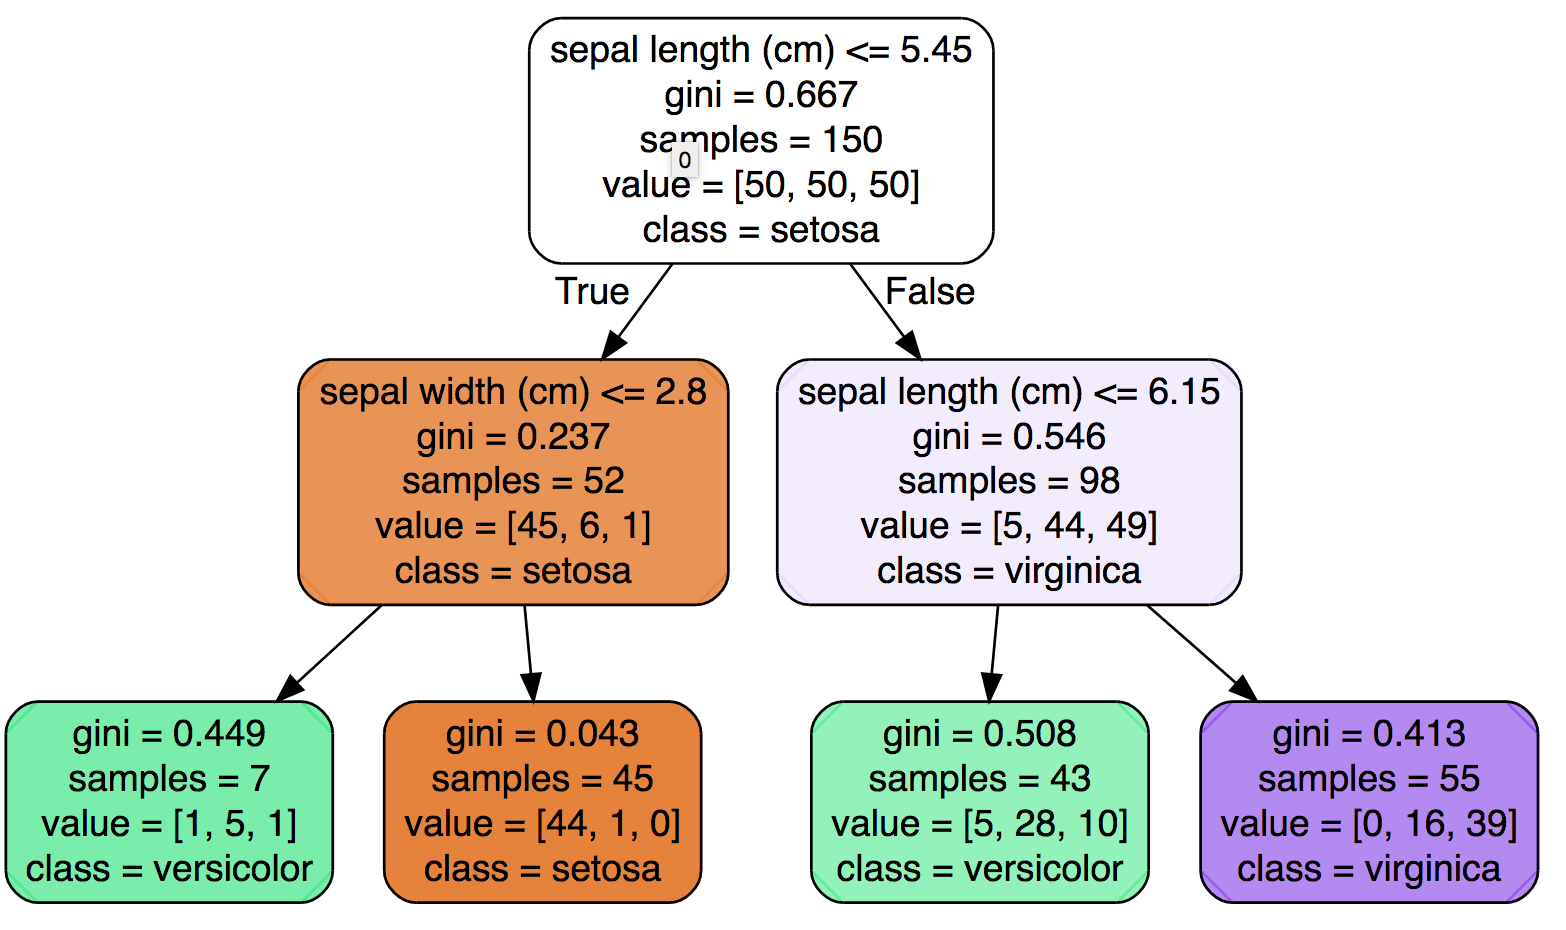 sepal length (cm) <= 5.45
gini = 0.667
samples = 150
0
value = [50, 50, 50]
class = setosa
True
False
sepal width (cm) <= 2.8
gini = 0.237
samples = 52
value = [45, 6, 1]
class = setosa
sepal length (cm) <= 6.15
gini = 0.546
samples = 98
value = [5, 44, 49]
class = virginica
gini = 0.449
samples = 7
value = [1, 5, 1]
class = versicolor
gini = 0.043
samples = 45
value = [44, 1, 0]
class = setosa
gini = 0.508
samples = 43
value = [5, 28, 10]
class = versicolor
gini = 0.413
samples = 55
value = [0, 16, 39]
class = virginica